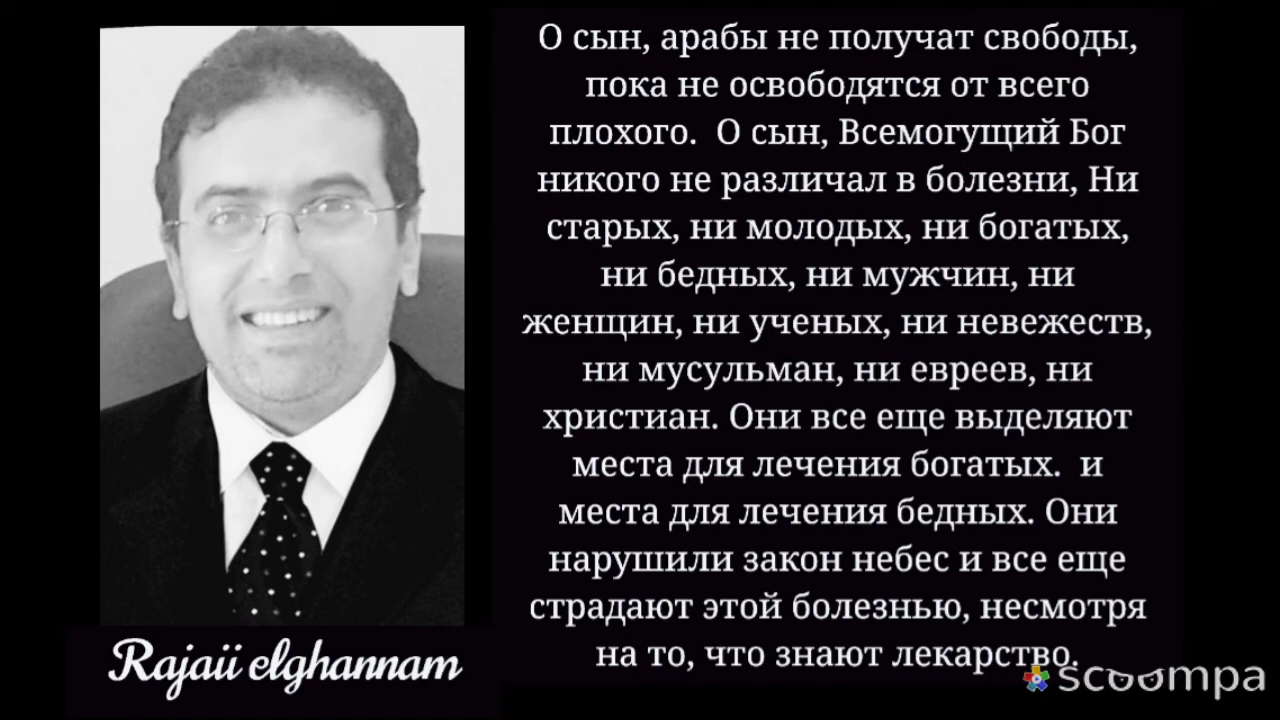 О сын, арабы не получат свободы,
пока не освободятся от всего
плохого. О сын, Всемогущий Бог
никого не различал в болезни, Ни
старых, ни молодых, ни богатых,
ни бедных, ни мужчин, ни
женщин, ни ученых, ни невежеств,
ни мусульман, ни евреев, ни
христиан. Они все еще выделяют
места для лечения богатых. и
места для лечения бедных. Они
нарушили закон небес и все еще
страдают этой болезнью, несмотря
на то, что знают лекарство.
Rajaii elghannam
scoompa